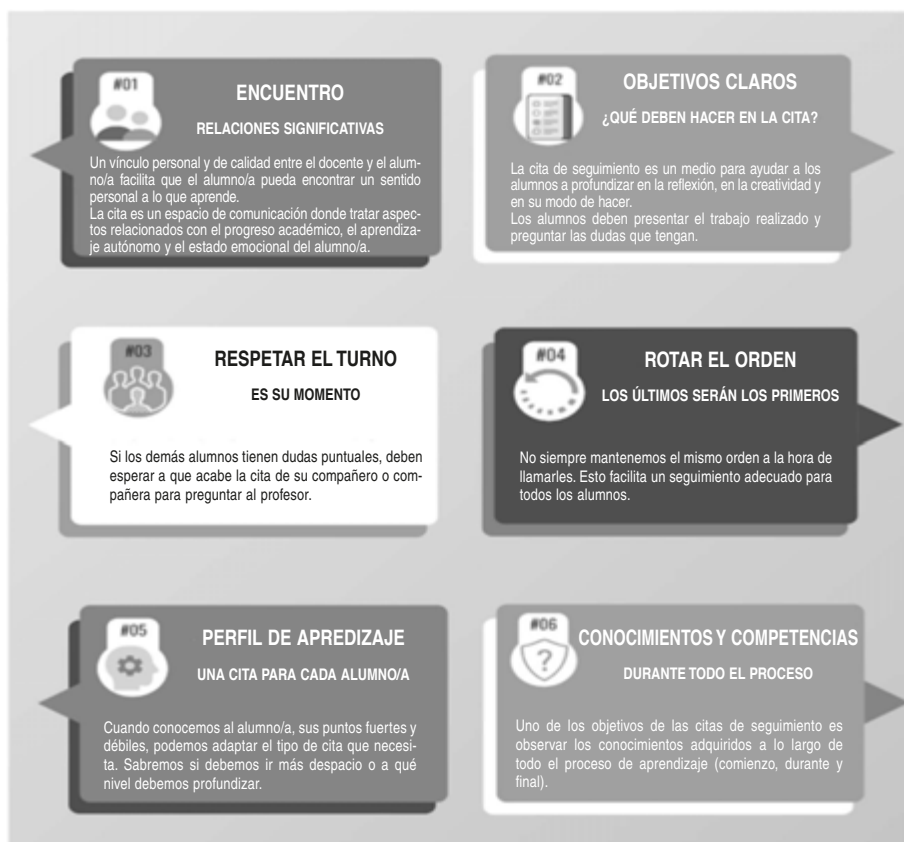 #01
ENCUENTRO
RELACIONES SIGNIFICATIVAS
Un vínculo personal y de calidad entre el docente y el alum-
no/a facilita que el alumno/a pueda encontrar un sentido
personal a lo que aprende.
La cita es un espacio de comunicación donde tratar aspec-
tos relacionados con el progreso académico, el aprendiza-
je autónomo y el estado emocional del alumno/a.
#02
OBJETIVOS CLAROS
¿QUÉ DEBEN HACER EN LA CITA?
La cita de seguimiento es un medio para ayudar a los
alumnos a profundizar en la reflexión, en la creatividad y
en su modo de hacer.
Los alumnos deben presentar el trabajo realizado y
preguntar las dudas que tengan.
#03
RESPETAR EL TURNO
ES SU MOMENTO
Si los demás alumnos tienen dudas puntuales, deben
esperar a que acabe la cita de su compañero o com-
pañera para preguntar al profesor.
#04
ROTAR EL ORDEN
LOS ÚLTIMOS SERÁN LOS PRIMEROS
No siempre mantenemos el mismo orden a la hora de
llamarles. Esto facilita un seguimiento adecuado para
todos los alumnos.
#05
PERFIL DE APREDIZAJE
UNA CITA PARA CADA ALUMNO/A
Cuando conocemos al alumno/a, sus puntos fuertes y
débiles, podemos adaptar el tipo de cita que necesi-
ta. Sabremos si debemos ir más despacio o a qué
nivel debemos profundizar.
#06
?
CONOCIMIENTOS Y COMPETENCIAS
DURANTE TODO EL PROCESO
Uno de los objetivos de las citas de seguimiento es
observar los conocimientos adquiridos a lo largo de
todo el proceso de aprendizaje (comienzo, durante y
final).